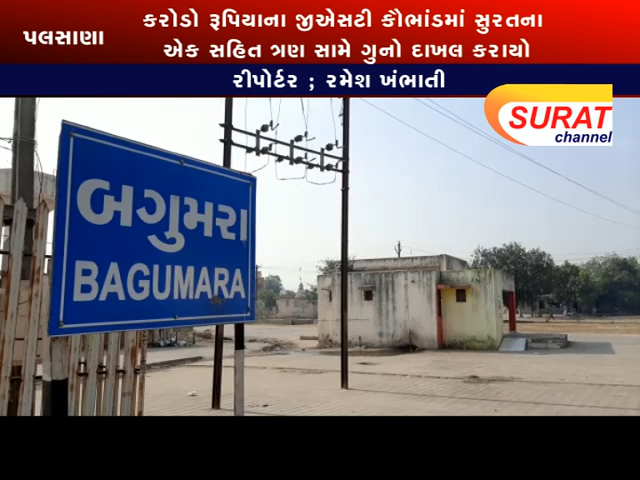 પલસાણા
કરોડો રૂપિયાના જીએસટી કૌભાંડમાં સુરતના
એક સહિત ત્રણ સામે ગુનો દાખલ કરાયો
રીપોર્ટર ; રમેશ ખંભાતી
SURAT
channel
બગુમરા
BAGUMARA